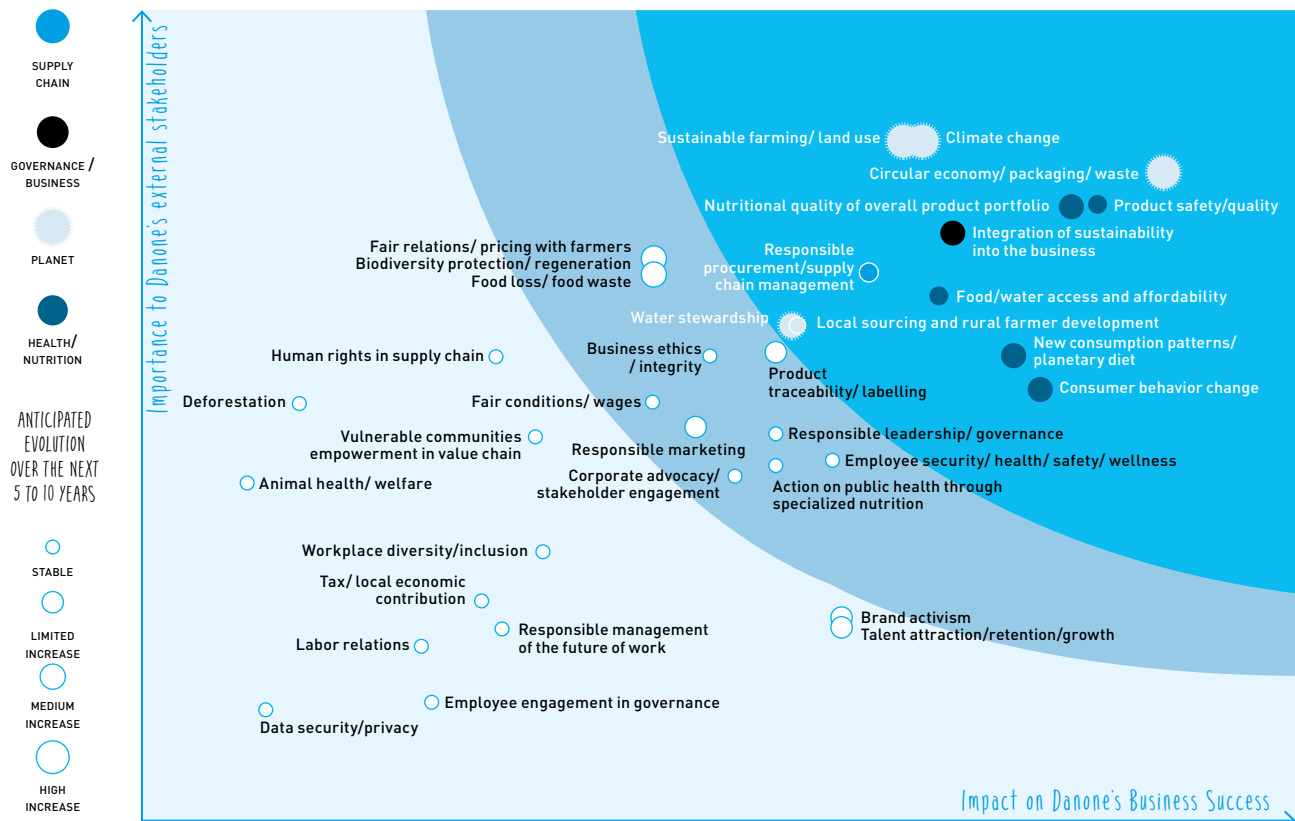 SUPPLY
CHAIN
GOVERNANCE /
BUSINESS
PLANET
HEALTH/
NUTRITION
ANTICIPATED
EVOLUTION
OVER THE NEXT
5 TO 10 YEARS
STABLE
LIMITED
INCREASE
MEDIUM
INCREASE
HIGH
INCREASE
Importance to Danone's external stakeholders
Sustainable farming/ land use
Climate change
Circular economy/ packaging/ waste
Nutritional quality of overall product portfolio
Product safety/quality
Integration of sustainability
into the business
Fair relations/ pricing with farmers
Biodiversity protection/ regeneration
Food loss/ food waste
Responsible
procurement/supply
chain management
Food/water access and affordability
Water stewardship
Local sourcing and rural farmer development
New consumption patterns/
planetary diet
Human rights in supply chain
Business ethics
/ integrity
Product
traceability/ labelling
Consumer behavior change
Deforestation
Fair conditions/ wages
Vulnerable communities
empowerment in value chain
Responsible marketing
Responsible leadership/ governance
Employee security/ health/ safety/ wellness
Animal health/ welfare
Corporate advocacy/
stakeholder engagement
Action on public health through
specialized nutrition
Workplace diversity/inclusion
Tax/ local economic
contribution
Brand activism
Talent attraction/retention/growth
Responsible management
of the future of work
Labor relations
Employee engagement in governance
Data security/privacy
Impact on Danone's Business Success